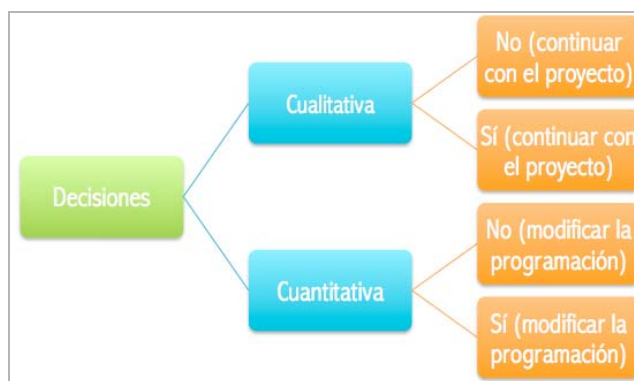 No (continuar
con el proyecto)
Cualitativa
Sí (continuar con
el proyecto)
Decisiones
No (modificar la
programación)
Cuantitativa
Sí (modificar la
programación)